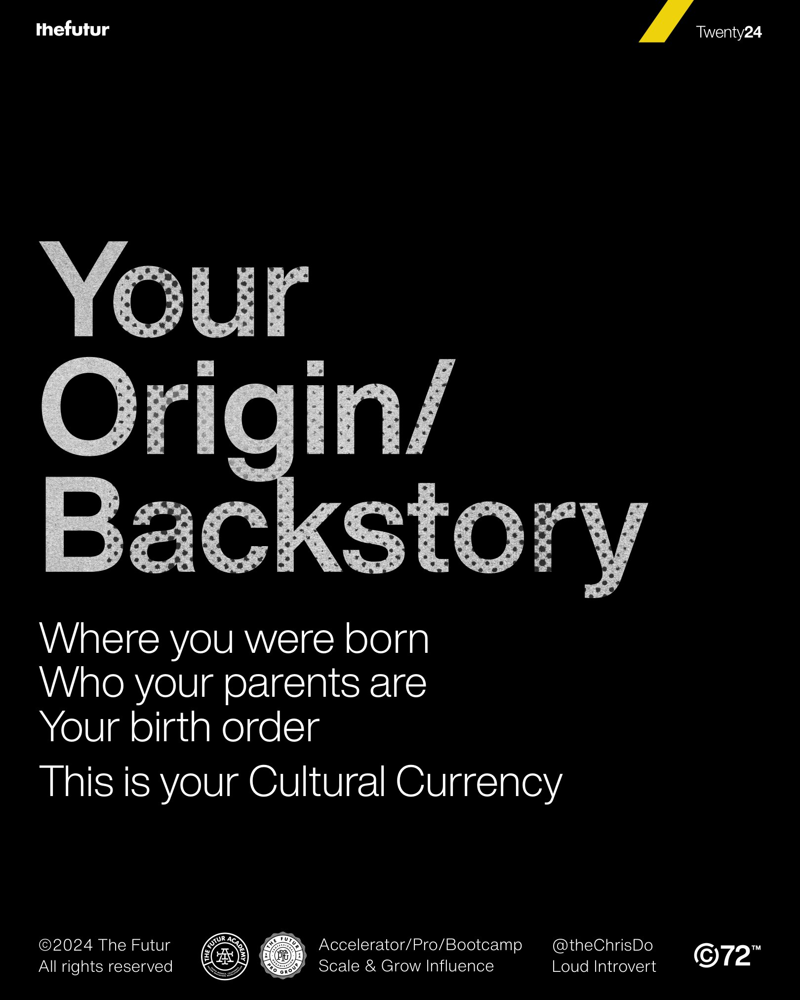 thefutur
Twenty24
Your
Origin/
Backstory
Where you were born
Who your parents are
Your birth order
This is your Cultural Currency
©2024 The Futur
All rights reserved
THE FUTUR ACADEMY
THE FUTUR
PROFESSIONAL
ORGANIZATION
PRO GROUP
Accelerator/Pro/Bootcamp
Scale & Grow Influence
@theChrisDo
Loud Introvert
©72™